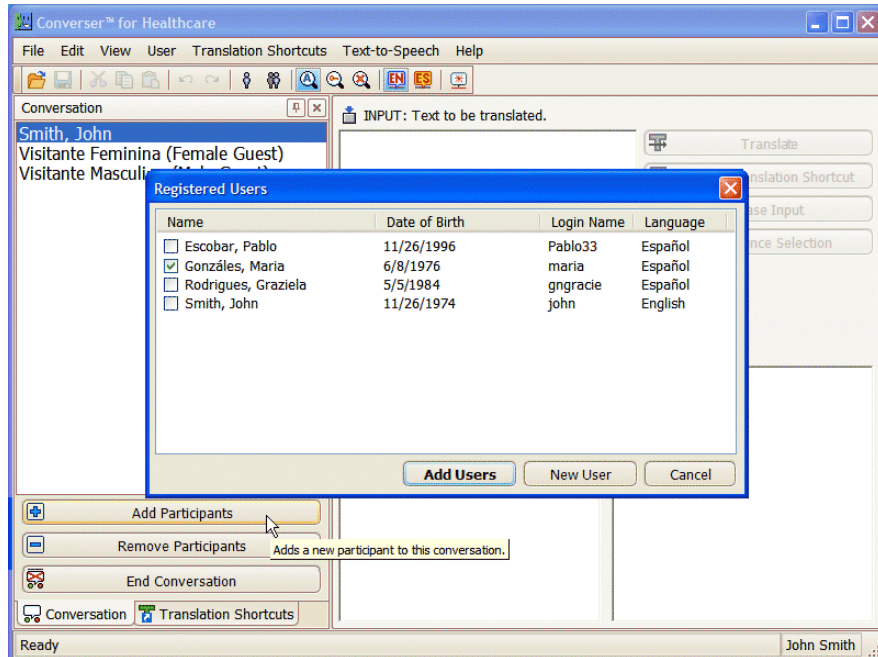 Converser™ for Healthcare
File Edit View User Translation Shortcuts Text-to-Speech Help
EN ES
Conversation
INPUT: Text to be translated.
Smith, John
Visitante Feminina (Female Guest)
Visitante Masculi
Translate
nslation Shortcut
ase Input
nce Selection
Registered Users
Name Date of Birth Login Name Language
Escobar, Pablo 11/26/1996 Pablo33 Español
Gonzáles, Maria 6/8/1976 maria Español
Rodrigues, Graziela 5/5/1984 gngracie Español
Smith, John 11/26/1974 john English
Add Users New User Cancel
Add Participants
Remove Participants
Adds a new participant to this conversation.
End Conversation
Conversation Translation Shortcuts
Ready John Smith